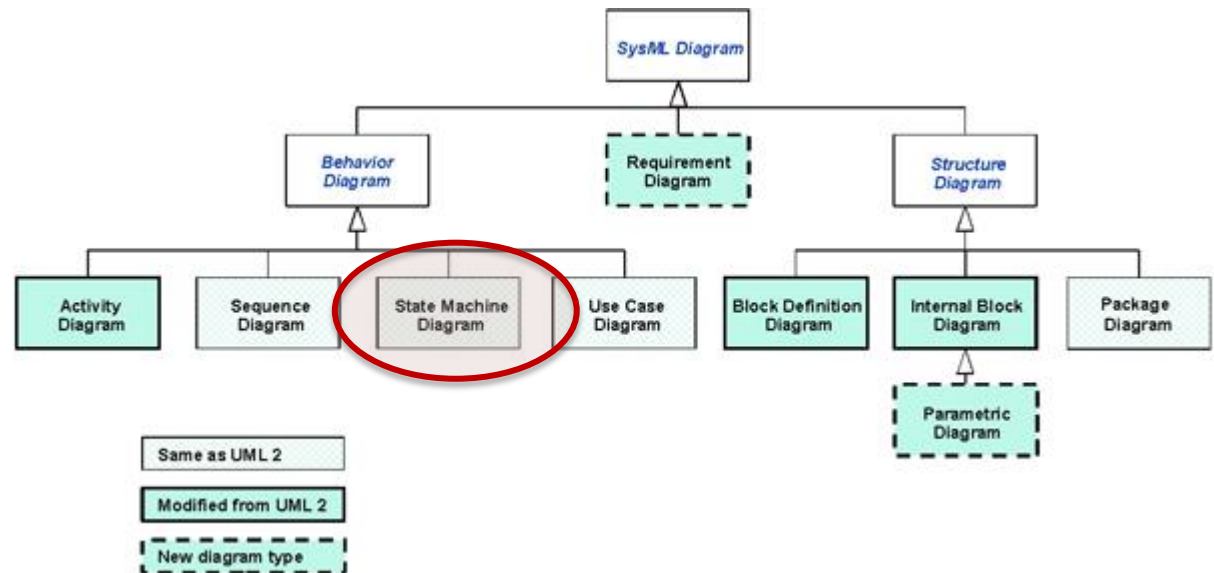 SysML Diagram
Behavior
Diagram
Requirement
Diagram
Structure
Diagram
Activity
Diagram
Sequence
Diagram
State Machine
Diagram
Use Case
Diagram
Block Definition
Diagram
Internal Block
Diagram
Package
Diagram
Parametric
Diagram
Same as UML 2
Modified from UML 2
New diagram type